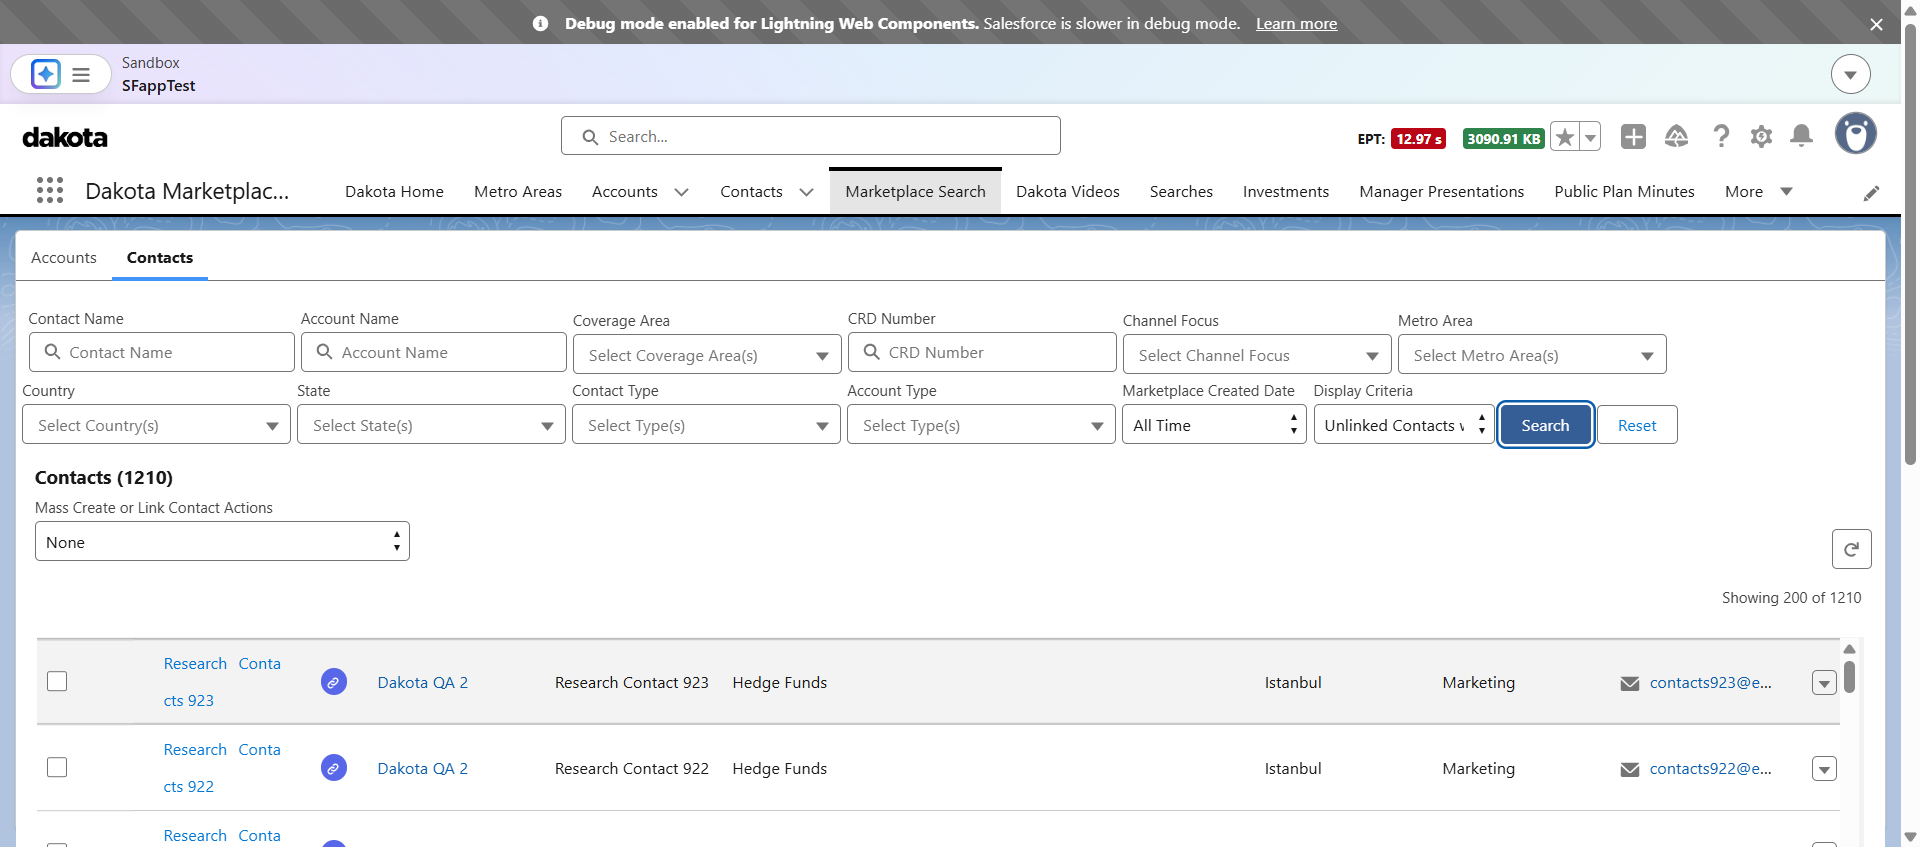 Debug mode enabled for Lightning Web Components. Salesforce is slower in debug mode. Learn more
Sandbox
SFappTest
dakota
Search...
EPT: 12.97 s 3090.91 KB
Dakota Marketplac...
Dakota Home Metro Areas Accounts Contacts Marketplace Search Dakota Videos Searches Investments Manager Presentations Public Plan Minutes More
Accounts Contacts
Contact Name Account Name Coverage Area CRD Number Channel Focus Metro Area
Contact Name Account Name Select Coverage Area(s) CRD Number Select Channel Focus Select Metro Area(s)
Country State Contact Type Account Type Marketplace Created Date Display Criteria
Select Country(s) Select State(s) Select Type(s) Select Type(s) All Time Unlinked Contacts Search Reset
Contacts (1210)
Mass Create or Link Contact Actions
None
Showing 200 of 1210
Research Conta
cts 923
Dakota QA 2 Research Contact 923 Hedge Funds Istanbul Marketing contacts923@e...
Research Conta
cts 922
Dakota QA 2 Research Contact 922 Hedge Funds Istanbul Marketing contacts922@e...
Research Conta